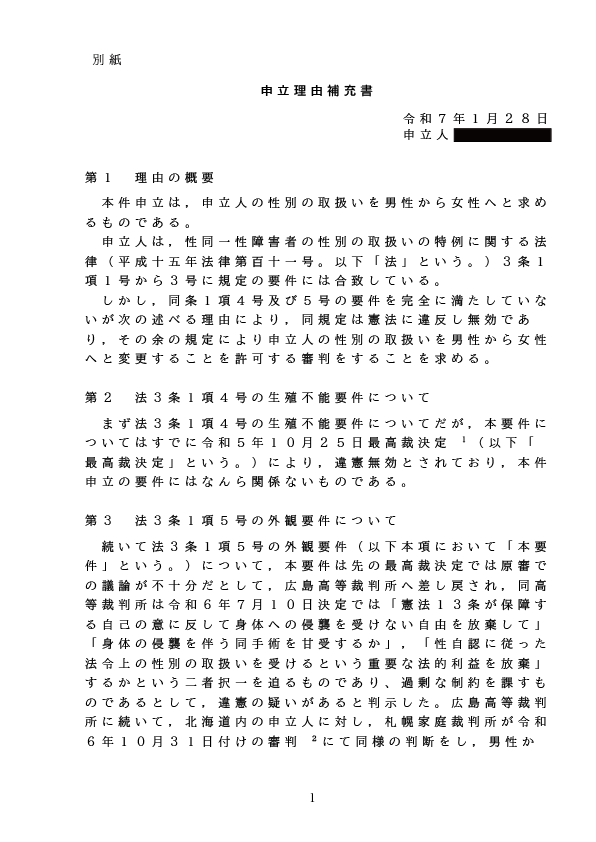 別紙
申立理由補充書
令和７年１月２８日
申立人
第１　理由の概要
　本件申立は，申立人の性別の取扱いを男性から女性へと求め
るものである。
　申立人は，性同一性障害者の性別の取扱いの特例に関する法
律（平成十五年法律第百十一号。以下「法」という。）３条１
項１号から３号に規定の要件には合致している。
　しかし，同条１項４号及び５号の要件を完全に満たしていな
いが次の述べる理由により，同規定は憲法に違反し無効であ
り，その余の規定により申立人の性別の取扱いを男性から女性
へと変更することを許可する審判をすることを求める。
第２　法３条１項４号の生殖不能要件について
　まず法３条１項４号の生殖不能要件についてだが，本要件に
ついてはすでに令和５年１０月２５日最高裁決定 １（以下「
最高裁決定」という。）により，違憲無効とされており，本件
申立の要件にはなんら関係ないものである。
第３　法３条１項５号の外観要件について
　続いて法３条１項５号の外観要件（以下本項において「本要
件」という。）について，本要件は先の最高裁決定では原審で
の議論が不十分だとして，広島高等裁判所へ差し戻され，同高
等裁判所は令和６年７月１０日決定では「憲法１３条が保障す
る自己の意に反して身体への侵襲を受けない自由を放棄して」
「身体の侵襲を伴う同手術を甘受するか」，「性自認に従った
法令上の性別の取扱いを受けるという重要な法的利益を放棄」
するかという二者択一を迫るものであり、過剰な制約を課すも
のであるとして，違憲の疑いがあると判示した。広島高等裁判
所に続いて，北海道内の申立人に対し，札幌家庭裁判所が令和
６年１０月３１日付けの審判 ２にて同様の判断をし，男性か
1